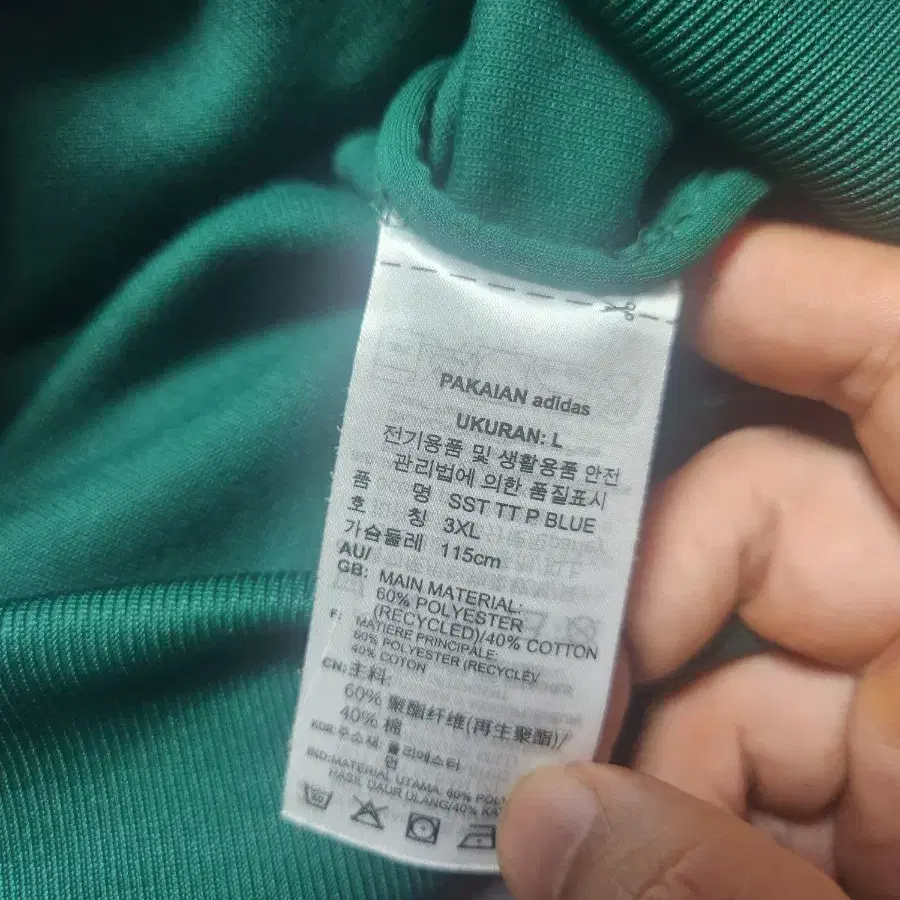 PAKAIAN adidas
UKURAN: L
전기용품 및 생활용품 안전
관리법에 의한 품질표시
품 명 SST TT P BLUE
호 칭 3XL
가슴둘레 115cm
AU/
GB: MAIN MATERIAL:
60% POLYESTER
(RECYCLED)/40% COTTON
F: MATIERE PRINCIPALE:
60% POLYESTER (RECYCLE)/
40% COTON
CN: 主料:
60% 聚酯纤维(再生聚酯)/
40% 棉
KOR: 주소재: 폴리에스터
면
IND: MATERIAL UTAMA: 60%
HASIL DAUR ULANG/40%